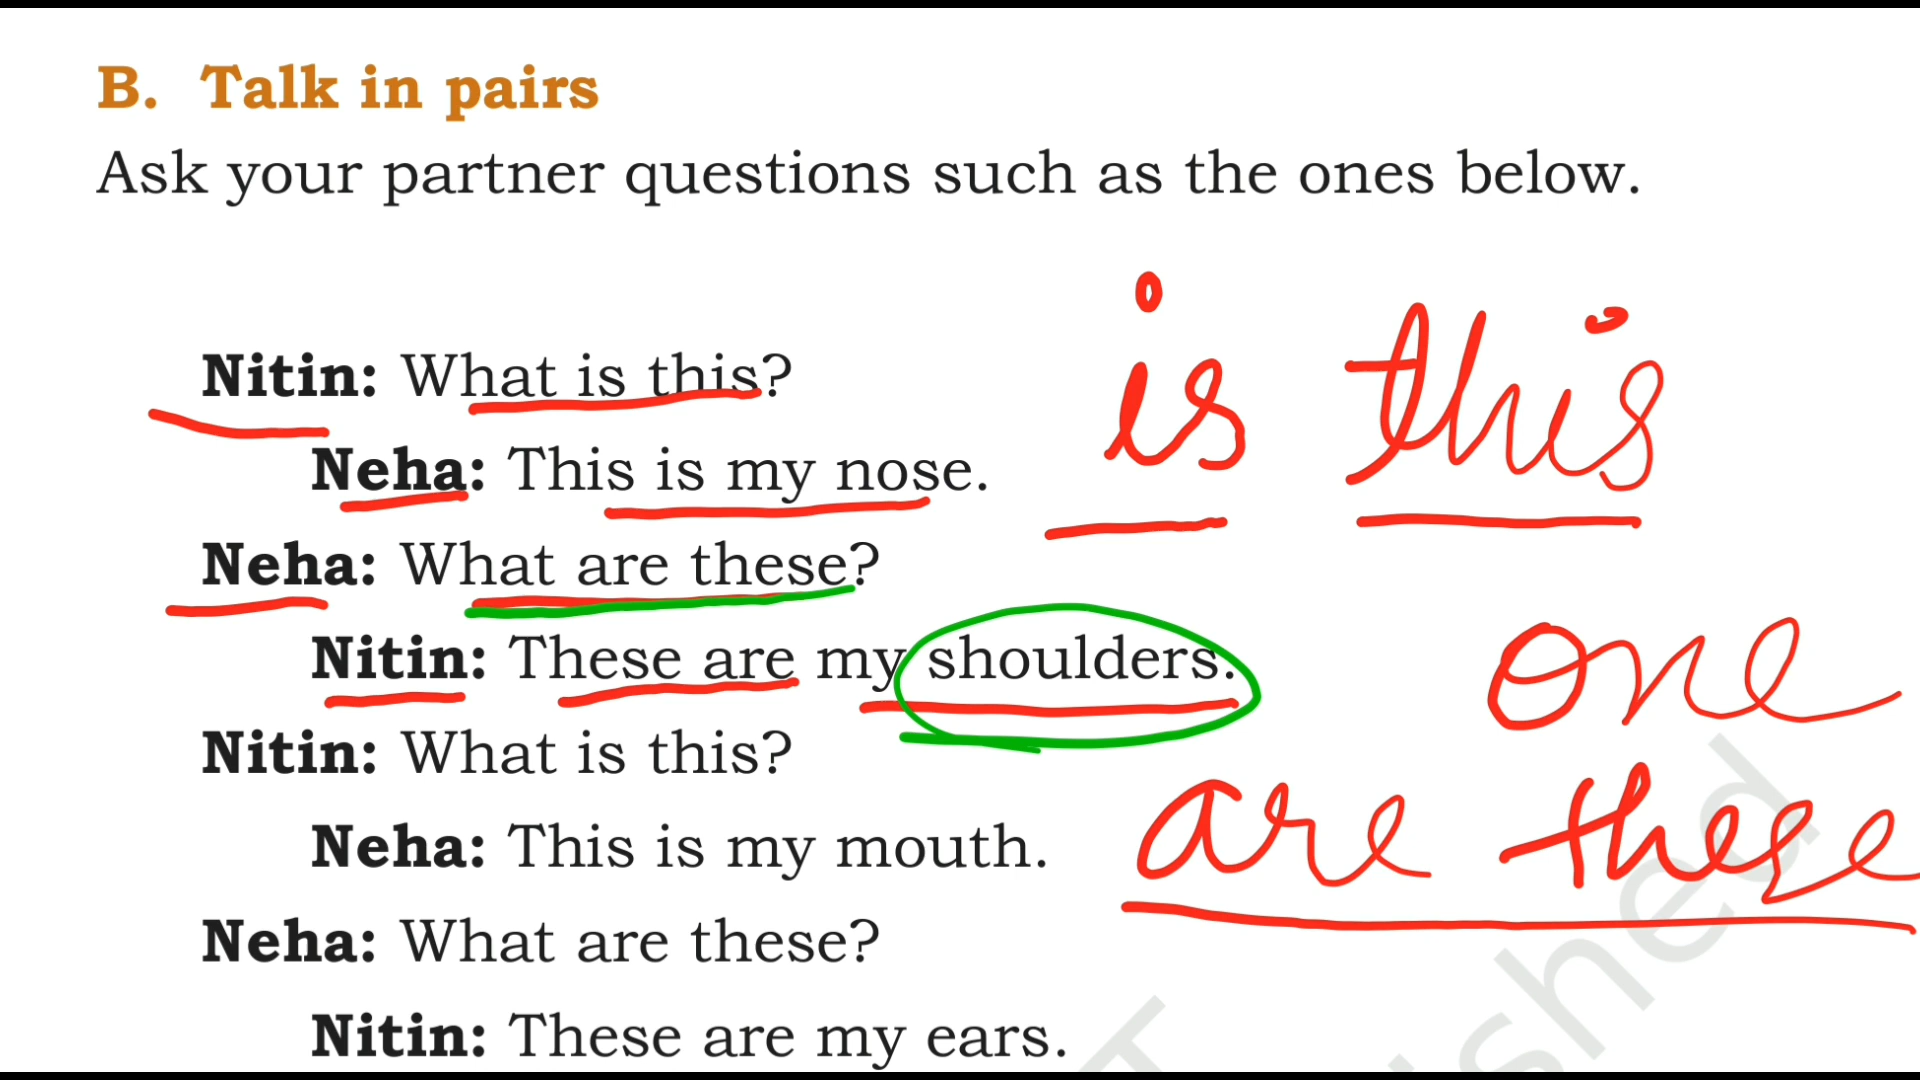 B. Talk in pairs
Ask your partner questions such as the ones below.
Nitin: What is this?
is this
Neha: This is my nose.
Neha: What are these?
Nitin: These are my shoulders.
one
Nitin: What is this?
Neha: This is my mouth.
are these
Neha: What are these?
Nitin: These are my ears.